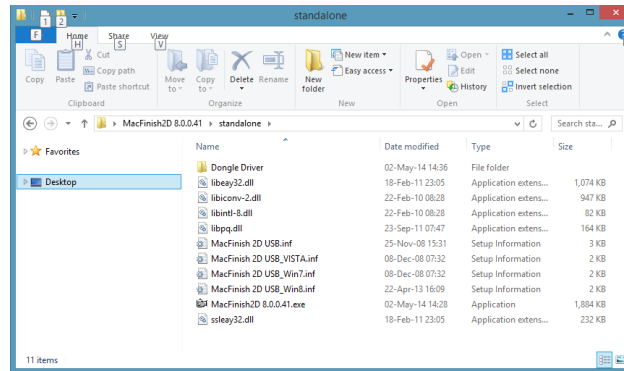 standalone
1 2
F Home Share View
H S V
Copy Paste Cut Copy path Paste shortcut Move to Copy to Delete Rename New folder New item Easy access Properties Open Edit History Select all Select none Invert selection
Clipboard Organize New Open Select
MacFinish2D 8.0.0.41 standalone Search sta...
Favorites
Desktop
Name Date modified Type Size
Dongle Driver 02-May-14 14:36 File folder
libeay32.dll 18-Feb-11 23:05 Application extens... 1,074 KB
libiconv-2.dll 22-Feb-10 08:28 Application extens... 947 KB
libintl-8.dll 22-Feb-10 08:28 Application extens... 82 KB
libpq.dll 23-Sep-11 07:47 Application extens... 164 KB
MacFinish 2D USB.inf 25-Nov-08 15:31 Setup Information 3 KB
MacFinish 2D USB_VISTA.inf 08-Dec-08 07:32 Setup Information 2 KB
MacFinish 2D USB_Win7.inf 08-Dec-08 07:32 Setup Information 2 KB
MacFinish 2D USB_Win8.inf 22-Apr-13 16:09 Setup Information 2 KB
MacFinish2D 8.0.0.41.exe 02-May-14 14:28 Application 1,884 KB
ssleay32.dll 18-Feb-11 23:05 Application extens... 232 KB
11 items